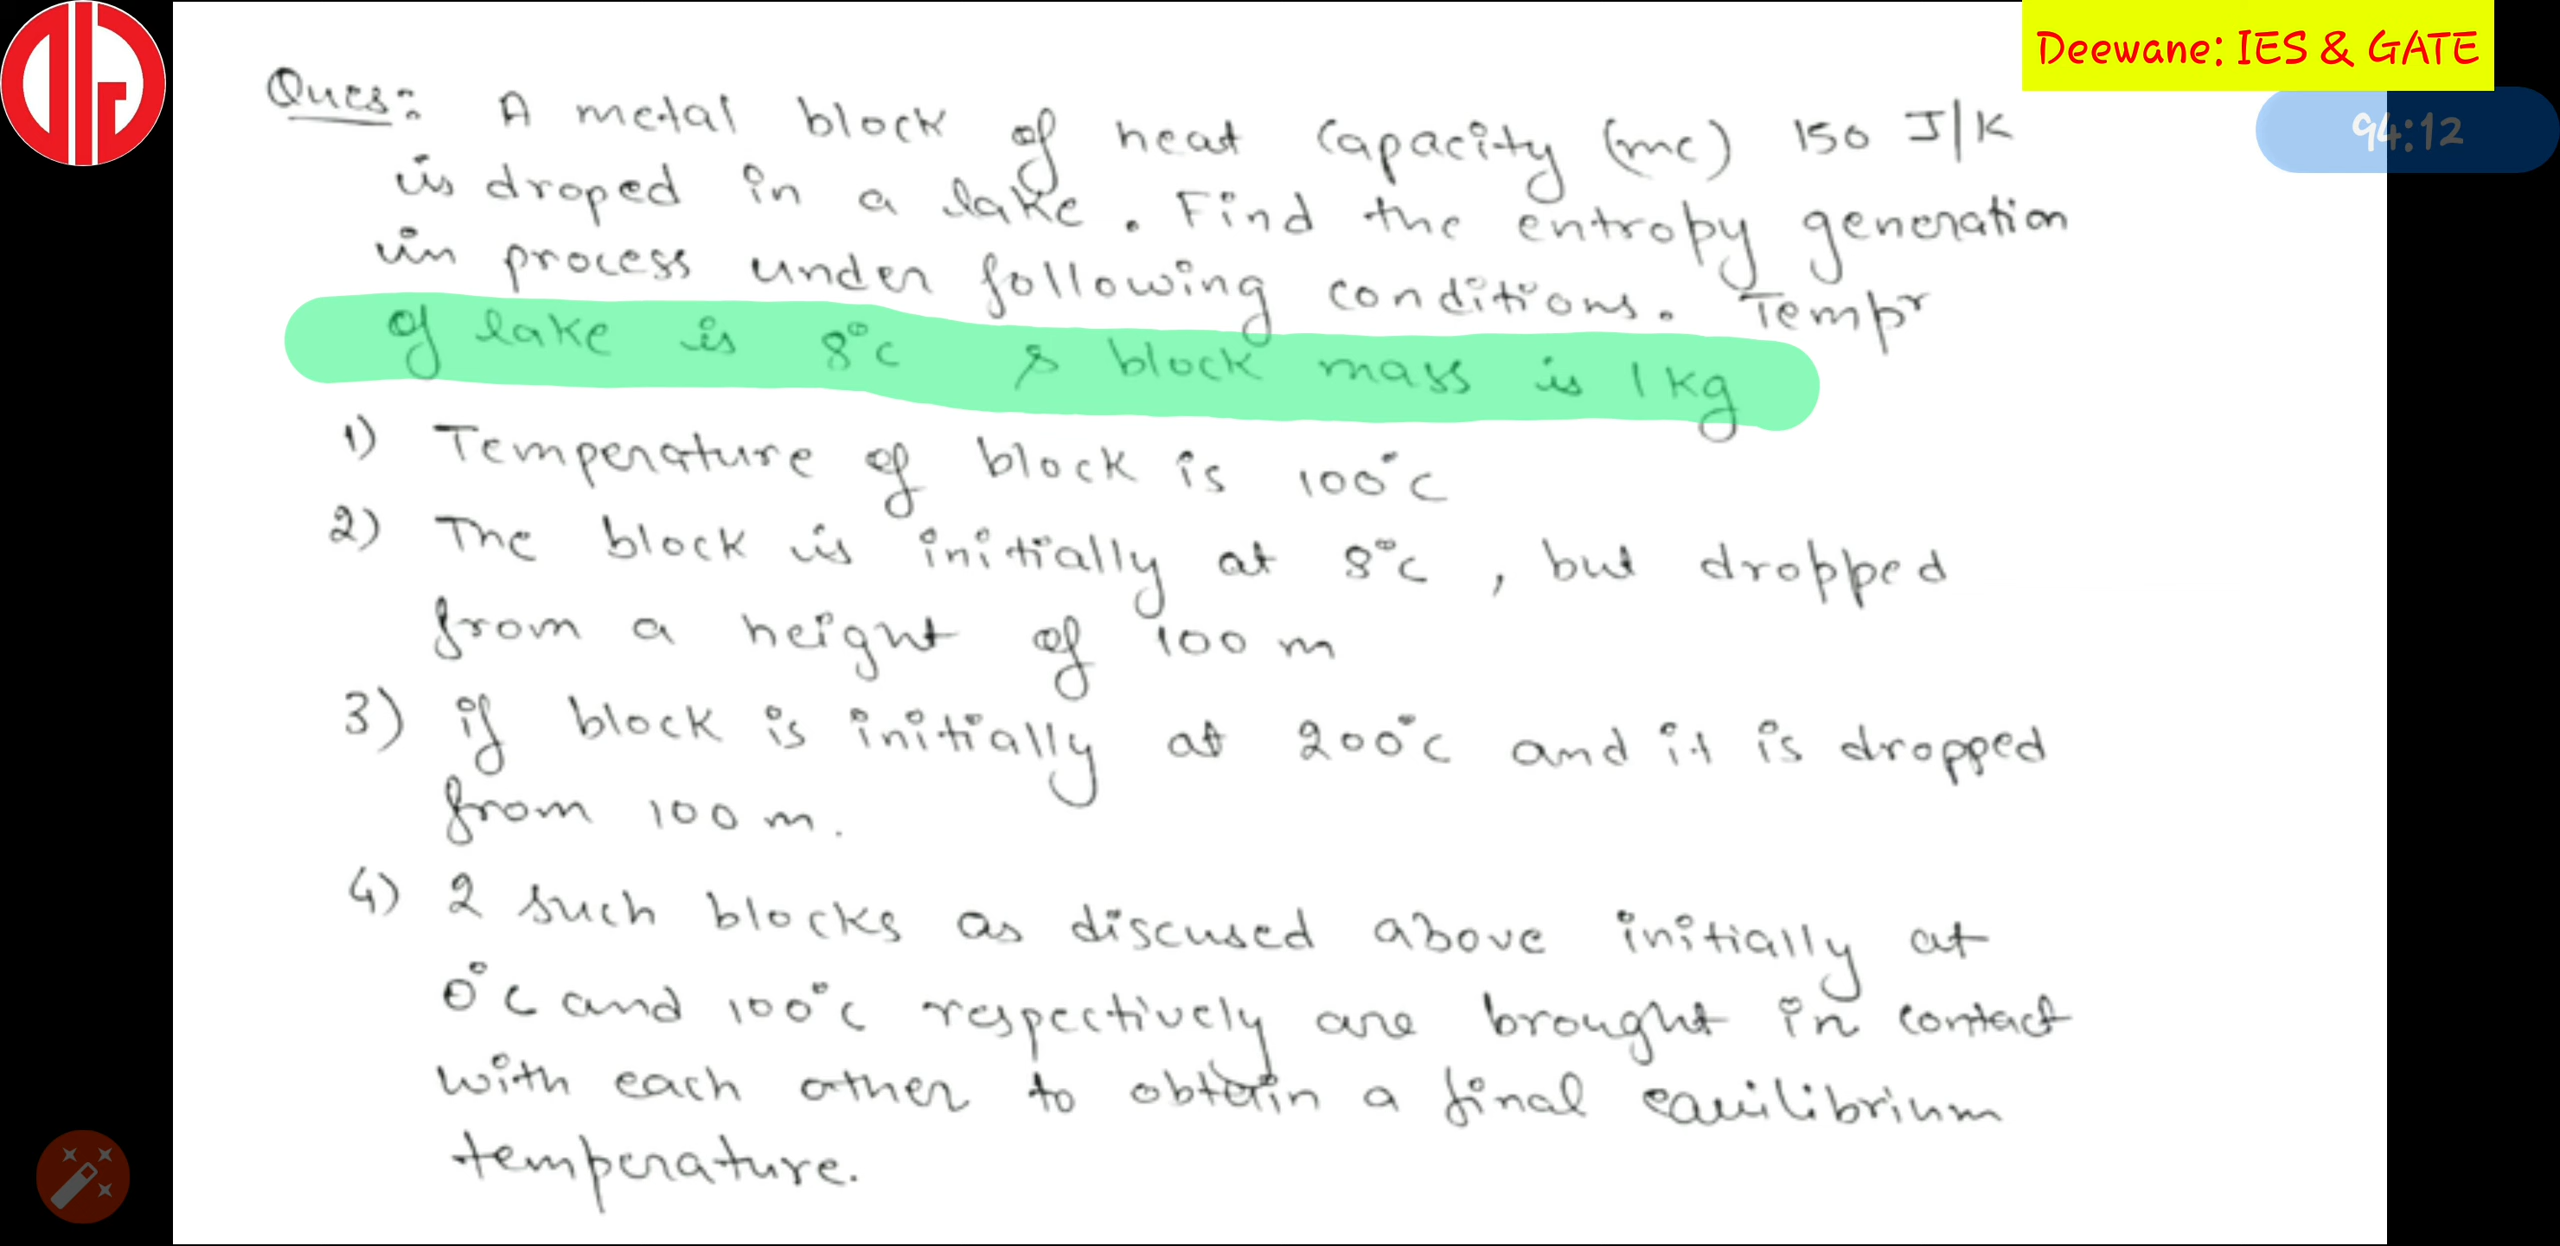 Deewane: IES & GATE
94:12
Ques: A metal block of heat capacity (mc) 150 J/K
is droped in a lake. Find the entropy generation
in process under following conditions. Tempr
of lake is 8°C & block mass is 1 kg
1) Temperature of block is 100°C
2) The block is initially at 8°C, but dropped
from a height of 100 m
3) if block is initially at 200°C and it is dropped
from 100 m.
4) 2 such blocks as discused above initially at
0°C and 100°C respectively are brought in contact
with each other to obtain a final equilibrium
temperature.